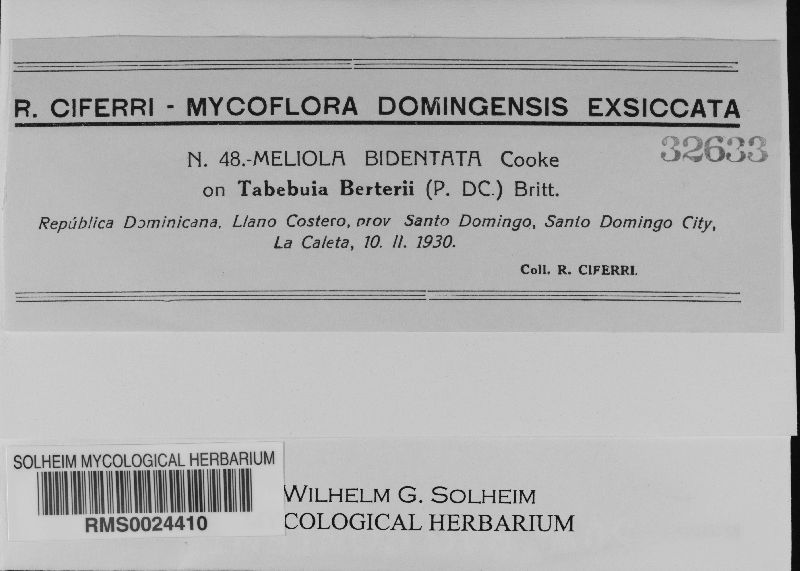 R. CIFERRI - MYCOFLORA DOMINGENSIS EXSICCATA
N. 48.-MELIOLA BIDENTATA Cooke
32633
on Tabebuia Berterii (P. DC.) Britt.
República Dominicana, Llano Costero, prov Santo Domingo, Santo Domingo City,
La Caleta, 10. II. 1930.
Coll. R. CIFERRI.
SOLHEIM MYCOLOGICAL HERBARIUM
RMS0024410
WILHELM G. SOLHEIM
COLOGICAL HERBARIUM